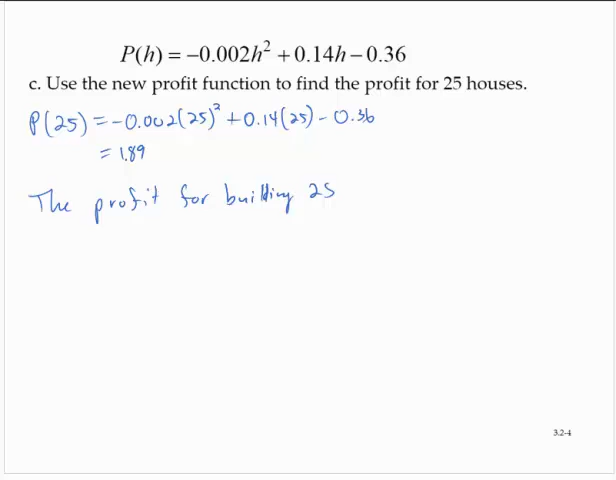 P(h) = −0.002h² + 0.14h − 0.36
c. Use the new profit function to find the profit for 25 houses.
P(25) = −0.002(25)² + 0.14(25) − 0.36
= 1.89
The profit for building 25
3.2-4